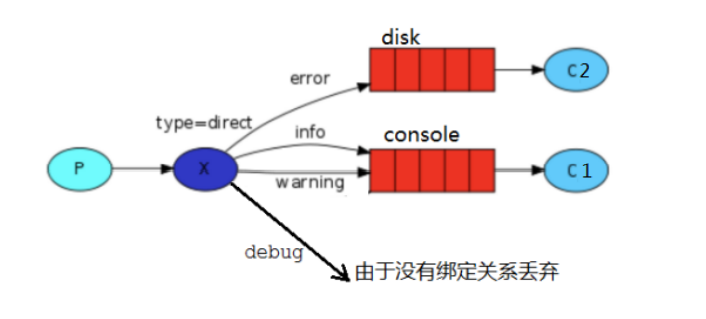 disk
error
C2
type=direct
info
console
P
X
warning
C1
debug
由于没有绑定关系丢弃